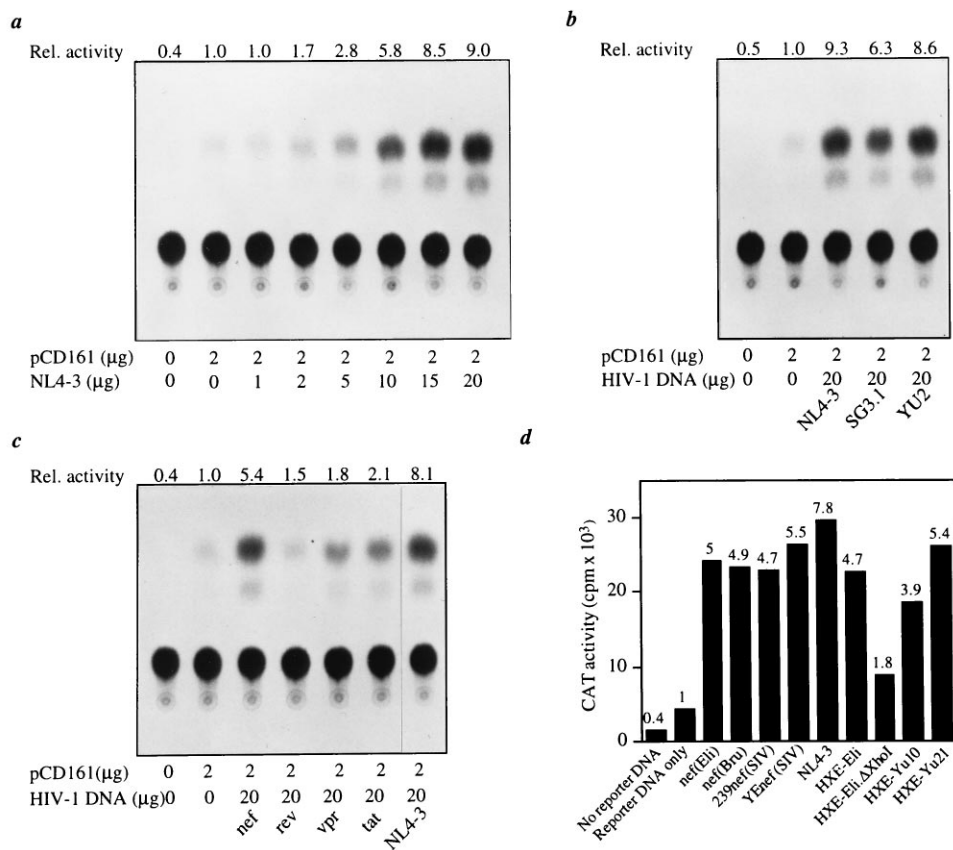 a
Rel. activity 0.4 1.0 1.0 1.7 2.8 5.8 8.5 9.0
pCD161 (μg) 0 2 2 2 2 2 2 2
NL4-3 (μg) 0 0 1 2 5 10 15 20
b
Rel. activity 0.5 1.0 9.3 6.3 8.6
pCD161 (μg) 0 2 2 2 2
HIV-1 DNA (μg) 0 0 20 20 20
NL4-3 SG3.1 YU2
c
Rel. activity 0.4 1.0 5.4 1.5 1.8 2.1 8.1
pCD161(μg) 0 2 2 2 2 2 2
HIV-1 DNA (μg)0 0 20 20 20 20 20
nef rev vpr tat NL4-3
d
CAT activity (cpm x 10³)
30
20
10
0
0.4 1 5 4.9 4.7 5.5 7.8 4.7 1.8 3.9 5.4
No reporter DNA
Reporter DNA only
nef(Eli)
nef(Bru)
239nef(SIV)
YEnef (SIV)
NL4-3
HXE-Eli
HXE-Eli.ΔXhoI
HXE-Yu10
HXE-Yu21